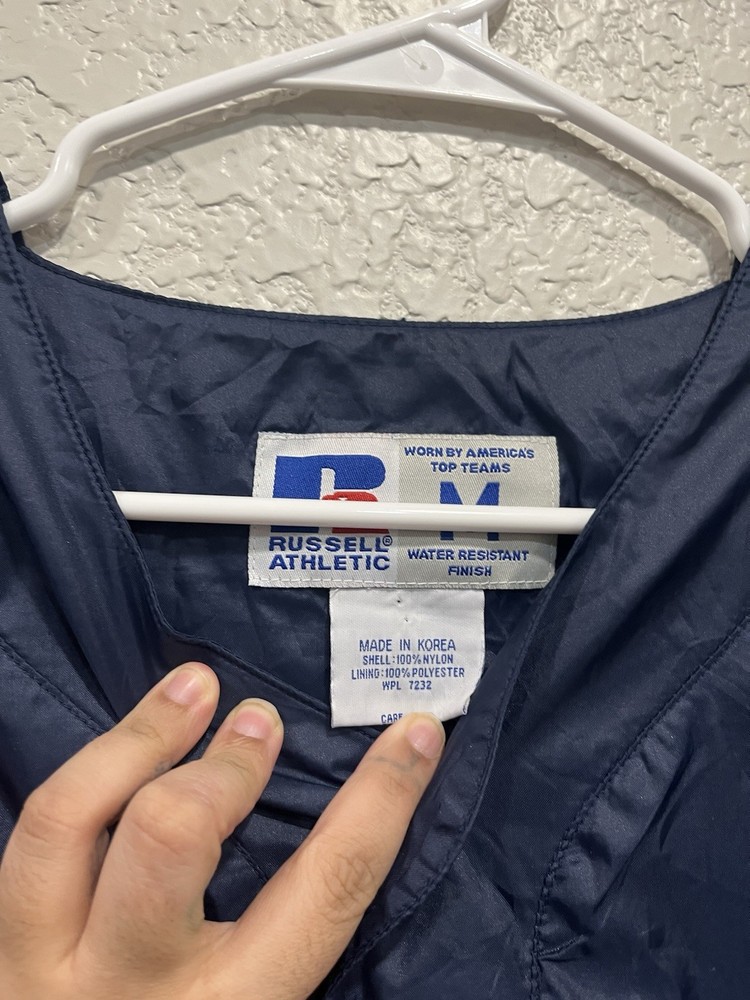 WORN BY AMERICA'S
TOP TEAMS
M
RUSSELL®
ATHLETIC
WATER RESISTANT
FINISH
MADE IN KOREA
SHELL:100% NYLON
LINING:100% POLYESTER
WPL 7232
CARE